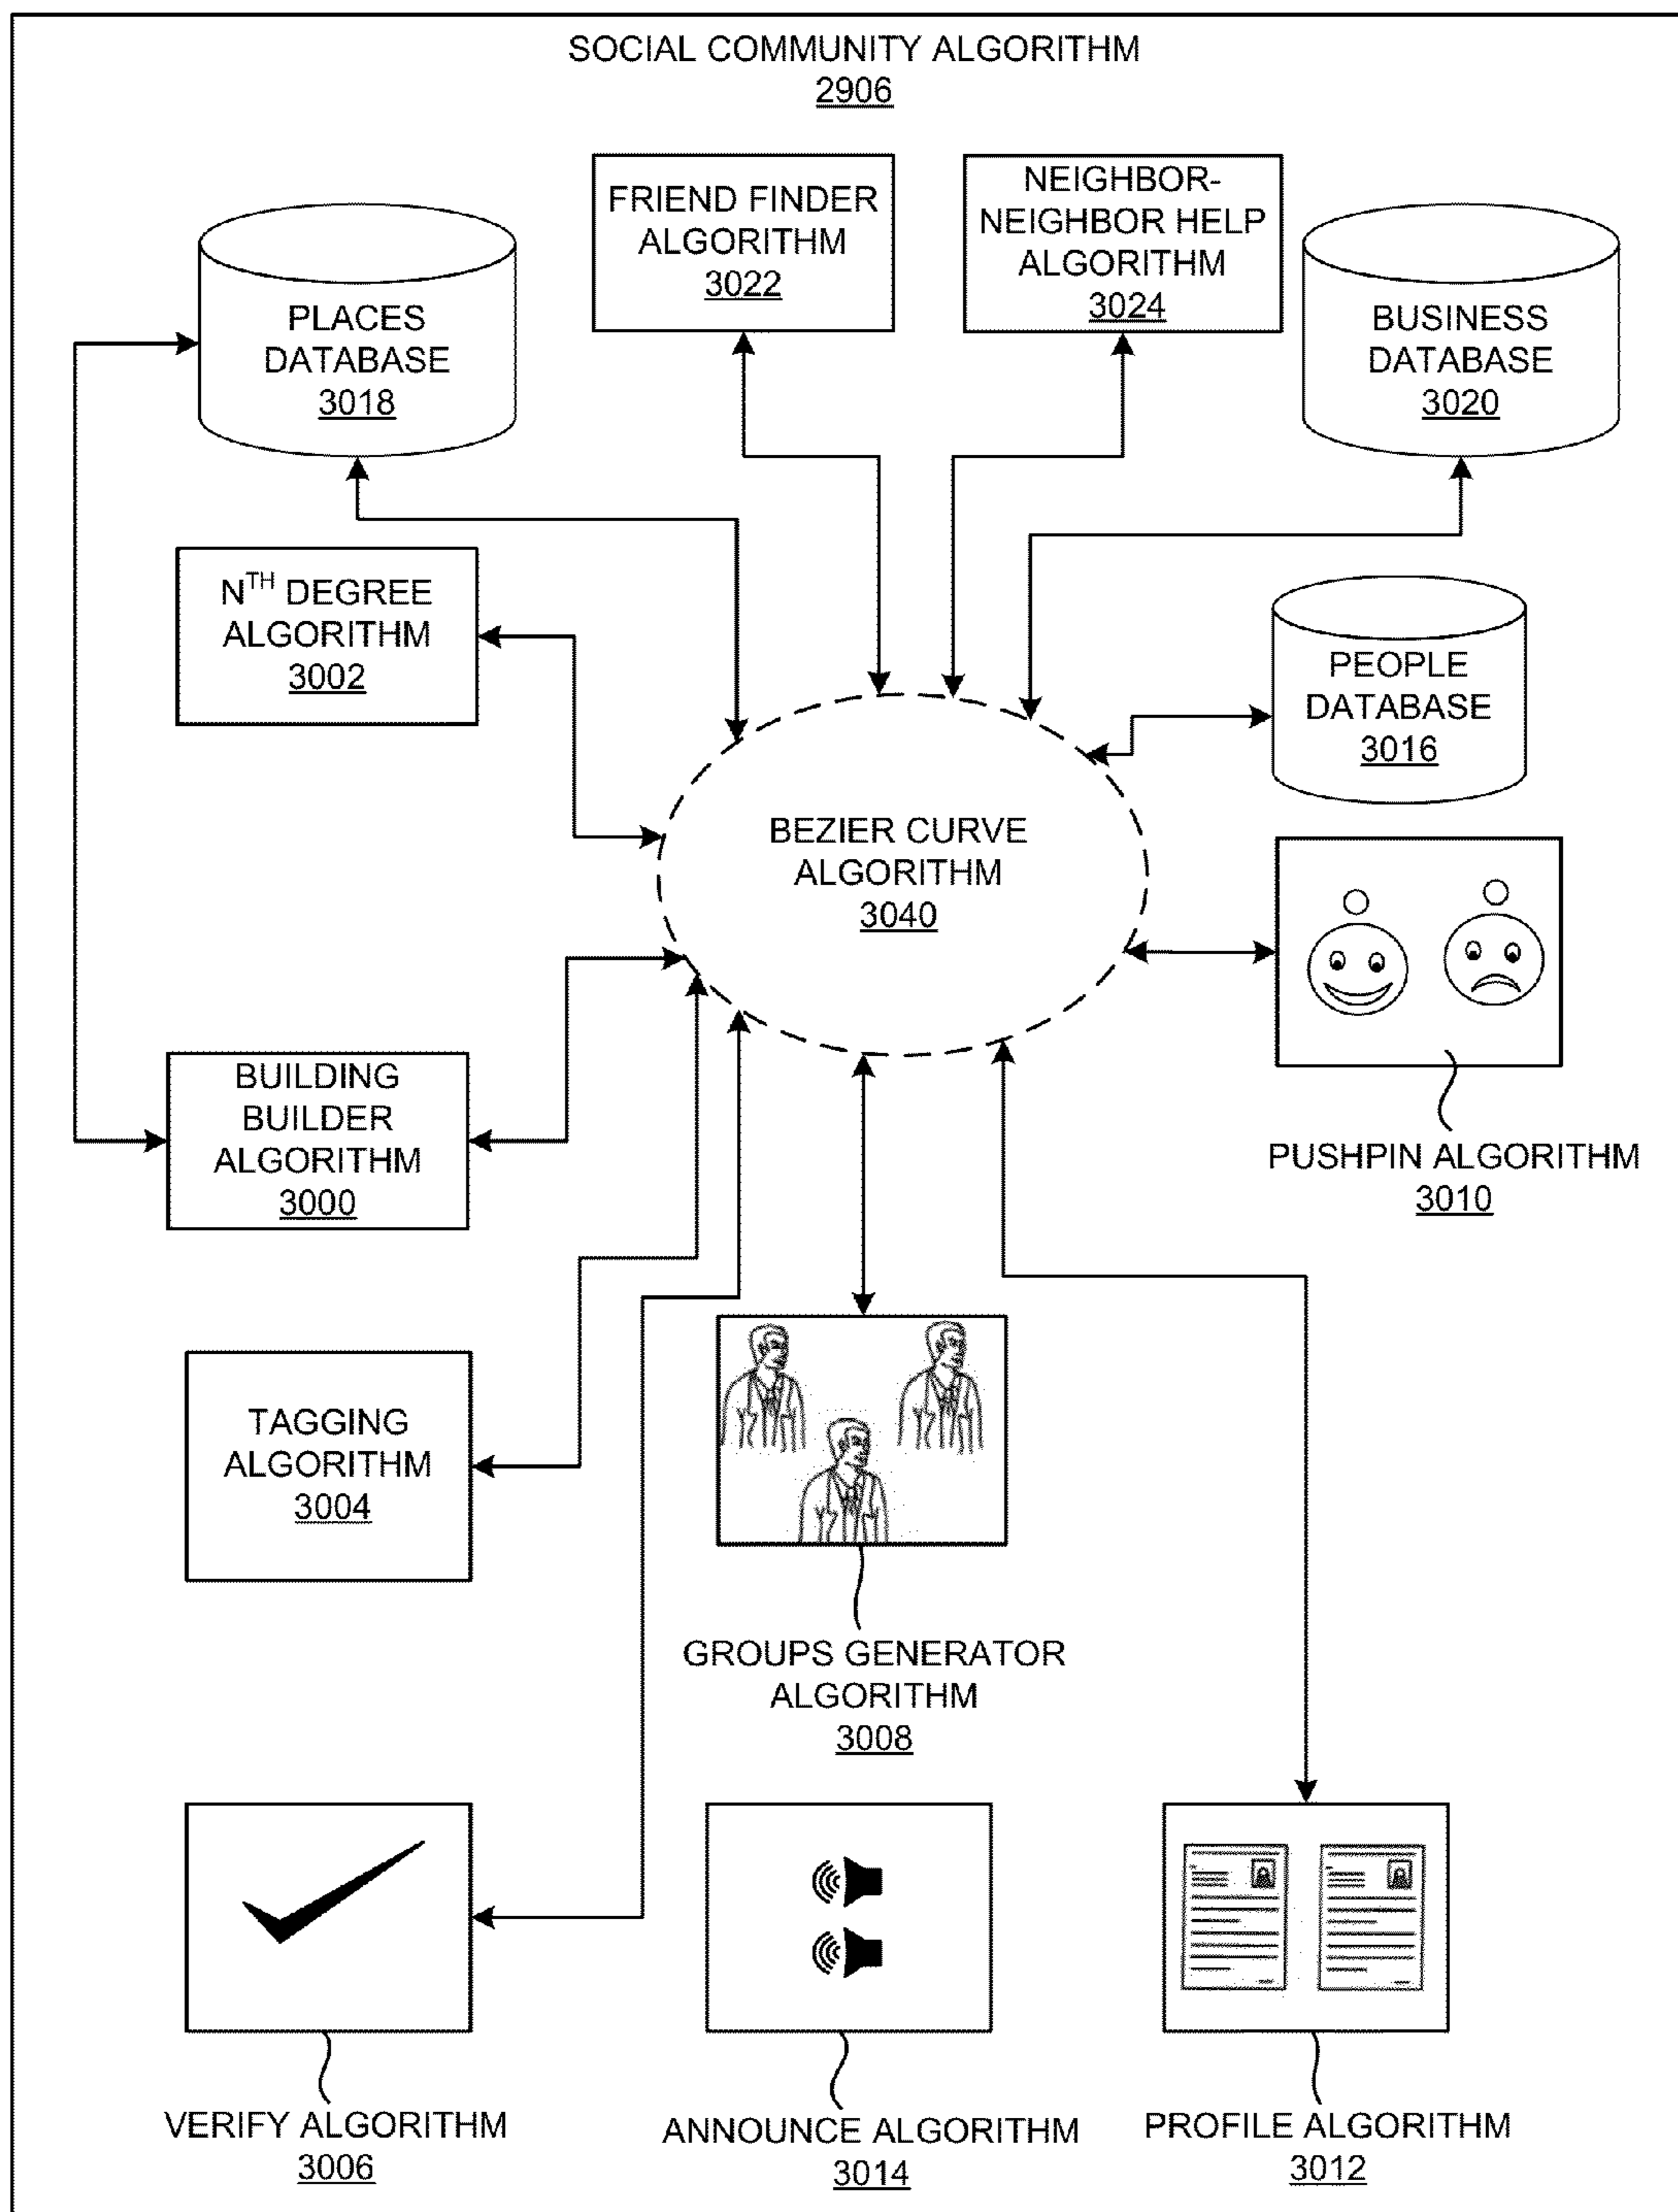 SOCIAL COMMUNITY ALGORITHM
2906
FRIEND FINDER
ALGORITHM
3022
NEIGHBOR-
NEIGHBOR HELP
ALGORITHM
3024
PLACES
DATABASE
3018
BUSINESS
DATABASE
3020
NTH DEGREE
ALGORITHM
3002
PEOPLE
DATABASE
3016
BEZIER CURVE
ALGORITHM
3040
BUILDING
BUILDER
ALGORITHM
3000
PUSHPIN ALGORITHM
3010
TAGGING
ALGORITHM
3004
GROUPS GENERATOR
ALGORITHM
3008
VERIFY ALGORITHM
3006
ANNOUNCE ALGORITHM
3014
PROFILE ALGORITHM
3012